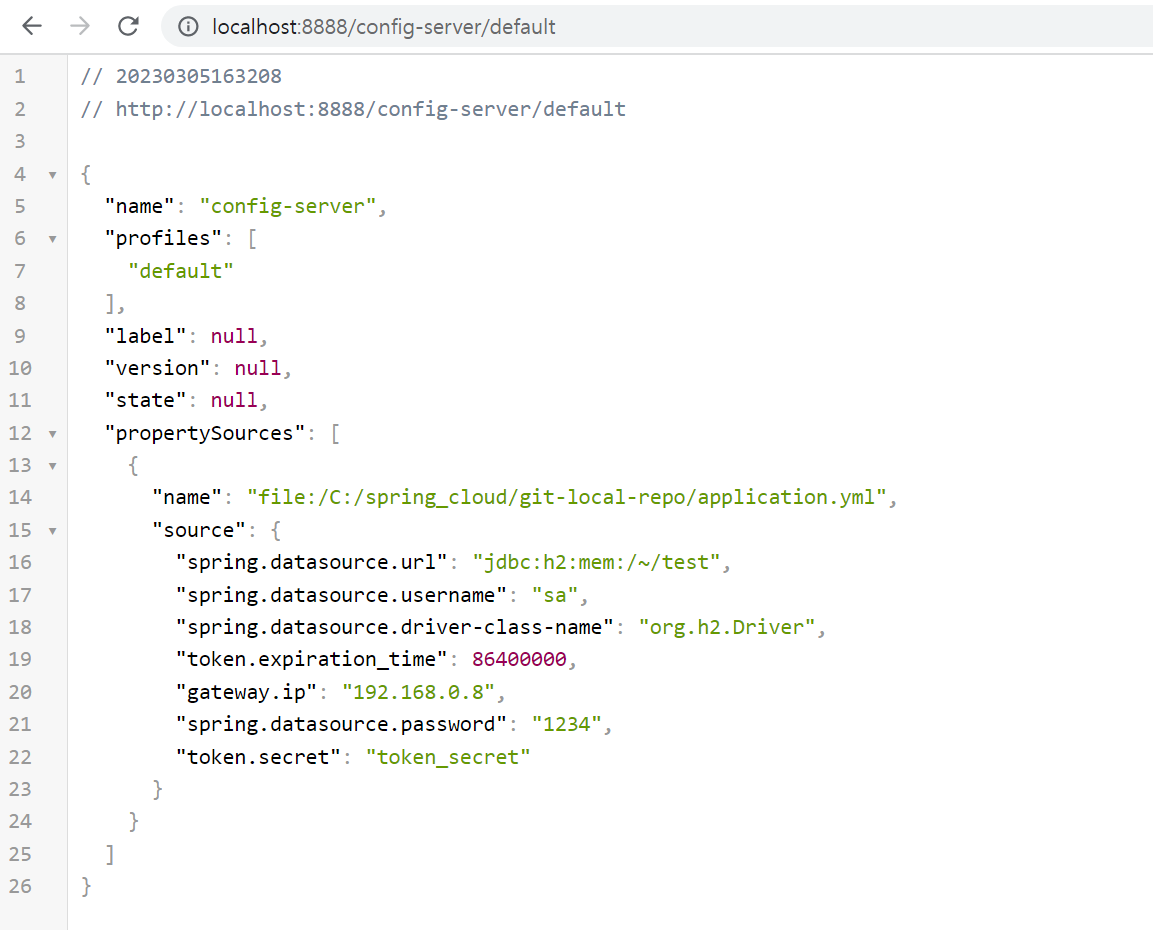 localhost:8888/config-server/default
1 // 20230305163208
2 // http://localhost:8888/config-server/default
3
4 {
5   "name": "config-server",
6   "profiles": [
7     "default"
8   ],
9   "label": null,
10   "version": null,
11   "state": null,
12   "propertySources": [
13     {
14       "name": "file:/C:/spring_cloud/git-local-repo/application.yml",
15       "source": {
16         "spring.datasource.url": "jdbc:h2:mem:/~/test",
17         "spring.datasource.username": "sa",
18         "spring.datasource.driver-class-name": "org.h2.Driver",
19         "token.expiration_time": 86400000,
20         "gateway.ip": "192.168.0.8",
21         "spring.datasource.password": "1234",
22         "token.secret": "token_secret"
23       }
24     }
25   ]
26 }